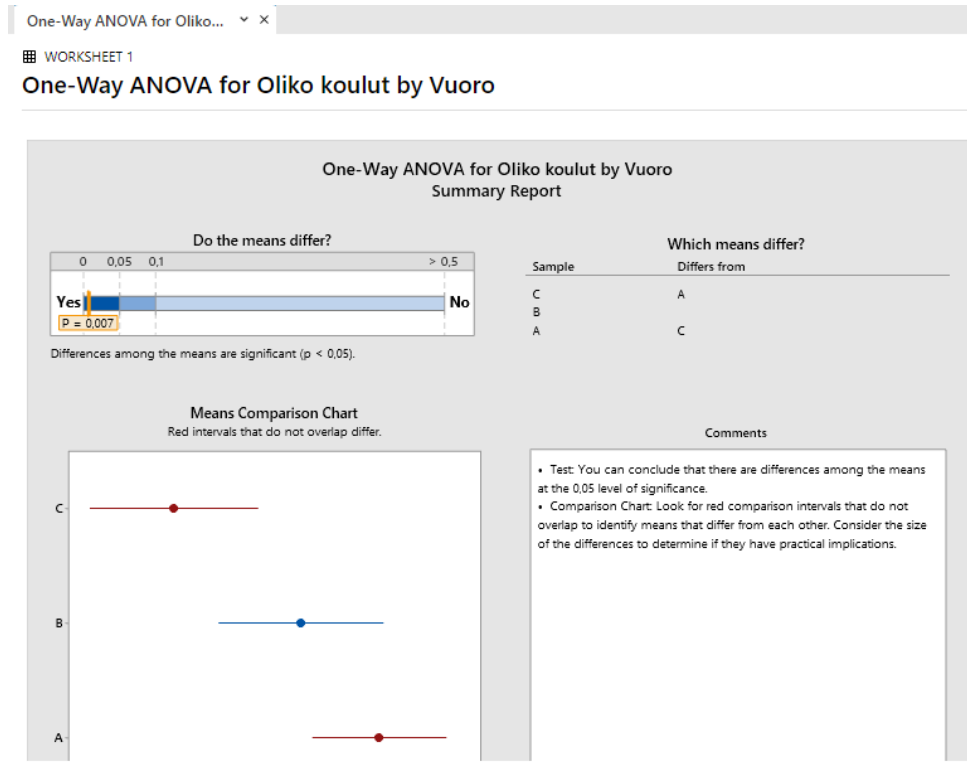 One-Way ANOVA for Oliko...
WORKSHEET 1
One-Way ANOVA for Oliko koulut by Vuoro
One-Way ANOVA for Oliko koulut by Vuoro
Summary Report
Do the means differ?
0 0,05 0,1 > 0,5
Yes No
P = 0,007
Differences among the means are significant (p < 0,05).
Which means differ?
Sample Differs from
C A
B
A C
Means Comparison Chart
Red intervals that do not overlap differ.
C
B
A
Comments
• Test: You can conclude that there are differences among the means
at the 0,05 level of significance.
• Comparison Chart: Look for red comparison intervals that do not
overlap to identify means that differ from each other. Consider the size
of the differences to determine if they have practical implications.